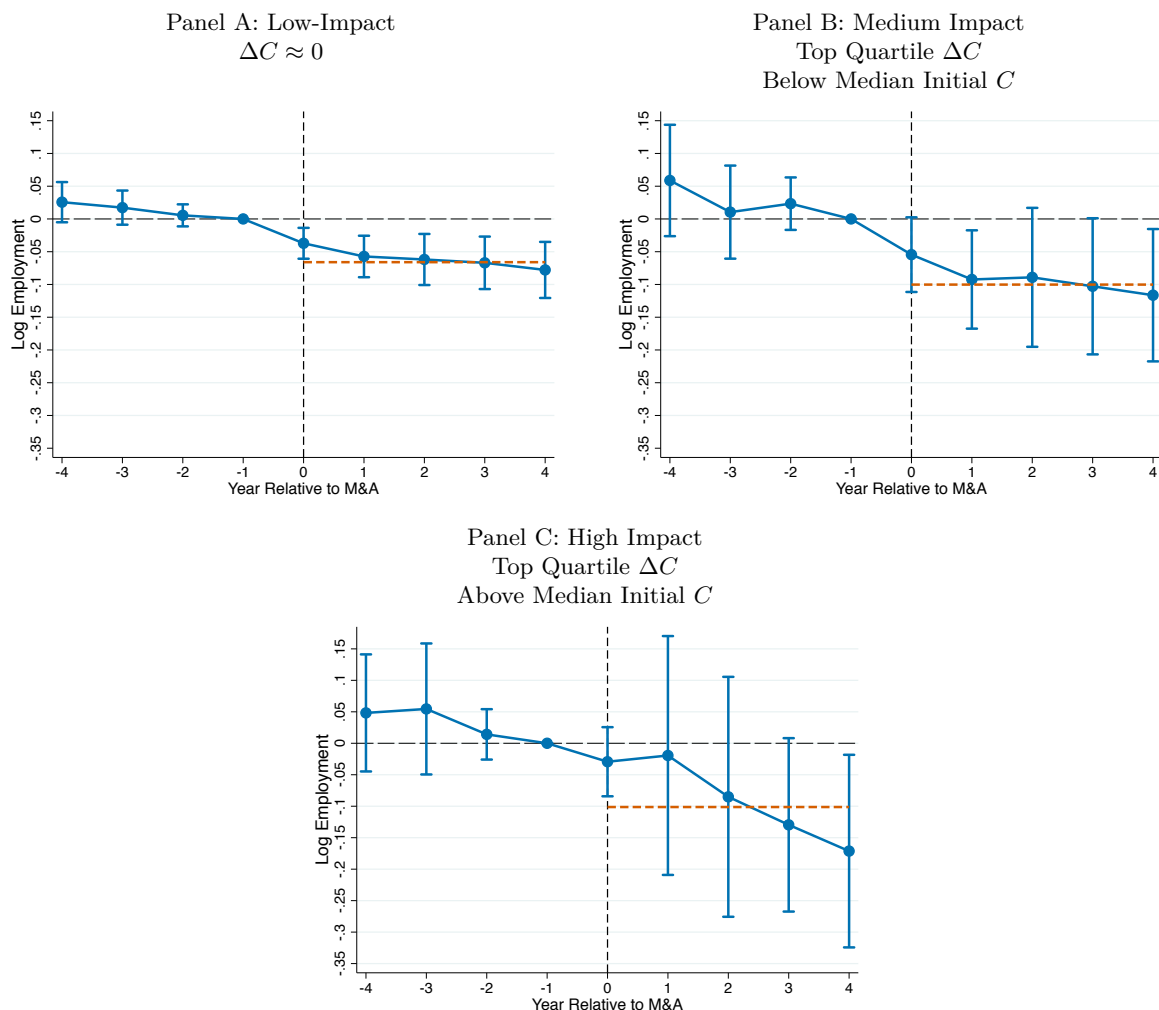 Panel A: Low-Impact
ΔC ≈ 0
.15
.1
.05
0
-.05
-.1
-.15
-.2
-.25
-.3
-.35
Log Employment
-4 -3 -2 -1 0 1 2 3 4
Year Relative to M&A
Panel B: Medium Impact
Top Quartile ΔC
Below Median Initial C
.15
.1
.05
0
-.05
-.1
-.15
-.2
-.25
-.3
-.35
Log Employment
-4 -3 -2 -1 0 1 2 3 4
Year Relative to M&A
Panel C: High Impact
Top Quartile ΔC
Above Median Initial C
.15
.1
.05
0
-.05
-.1
-.15
-.2
-.25
-.3
-.35
Log Employment
-4 -3 -2 -1 0 1 2 3 4
Year Relative to M&A